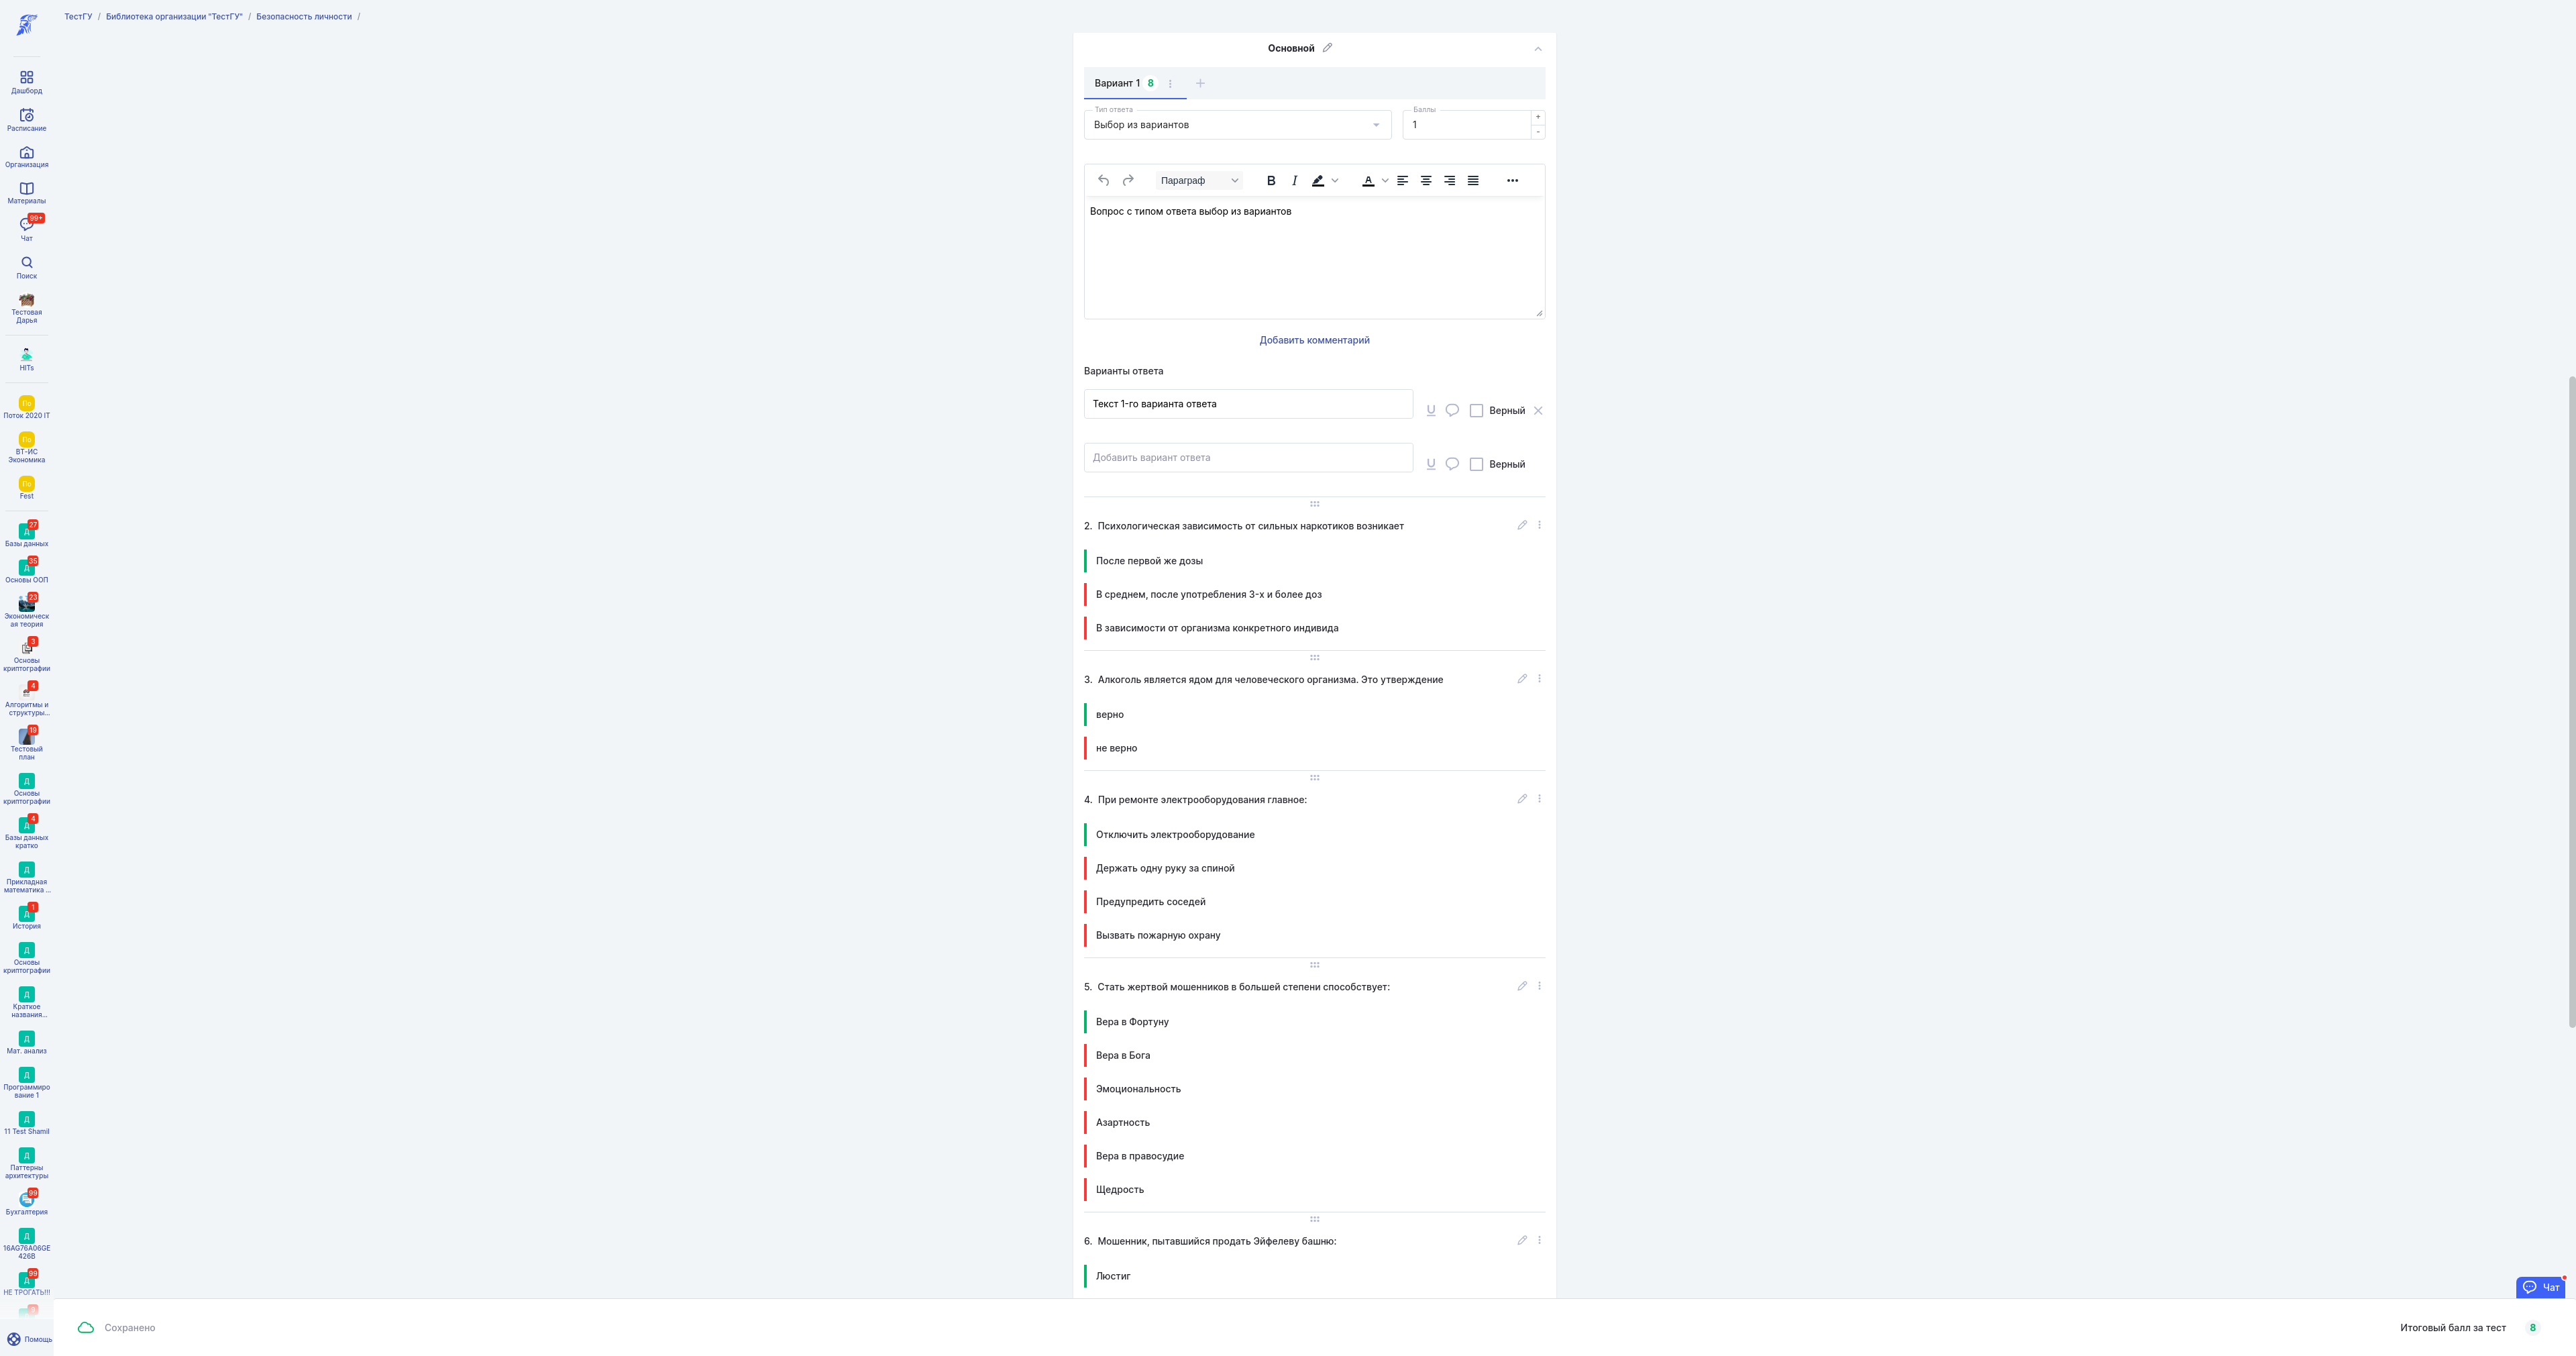 ТестГУ / Библиотека организации "ТестГУ" / Безопасность личности /
Дашборд
Расписание
Организация
Материалы
99+
Чат
Поиск
Тестовая
Дарья
HITs
По
Поток 2020 IT
По
ВТ-ИС
Экономика
По
Fest
27
Д
Базы данных
35
Д
Основы ООП
23
Экономическ
ая теория
3
Основы
криптографии
4
Алгоритмы и
структуры...
19
Тестовый
план
Д
Основы
криптографии
4
Д
Базы данных
кратко
Д
Прикладная
математика ...
1
Д
История
Д
Основы
криптографии
Д
Краткое
названия...
Д
Мат. анализ
Д
Программиро
вание 1
Д
11 Test Shamil
Д
Паттерны
архитектуры
99
Бухгалтерия
Д
16AG76A06GE
426B
99
Д
НЕ ТРОГАТЬ!!!
Помощь
Основной
Вариант 1 8
Тип ответа
Выбор из вариантов
Баллы
1
+
-
Параграф
B I A
Вопрос с типом ответа выбор из вариантов
Добавить комментарий
Варианты ответа
Текст 1-го варианта ответа
U Верный
Добавить вариант ответа
U Верный
2. Психологическая зависимость от сильных наркотиков возникает
После первой же дозы
В среднем, после употребления 3-х и более доз
В зависимости от организма конкретного индивида
3. Алкоголь является ядом для человеческого организма. Это утверждение
верно
не верно
4. При ремонте электрооборудования главное:
Отключить электрооборудование
Держать одну руку за спиной
Предупредить соседей
Вызвать пожарную охрану
5. Стать жертвой мошенников в большей степени способствует:
Вера в Фортуну
Вера в Бога
Эмоциональность
Азартность
Вера в правосудие
Щедрость
6. Мошенник, пытавшийся продать Эйфелеву башню:
Люстиг
Чат
Сохранено
Итоговый балл за тест 8